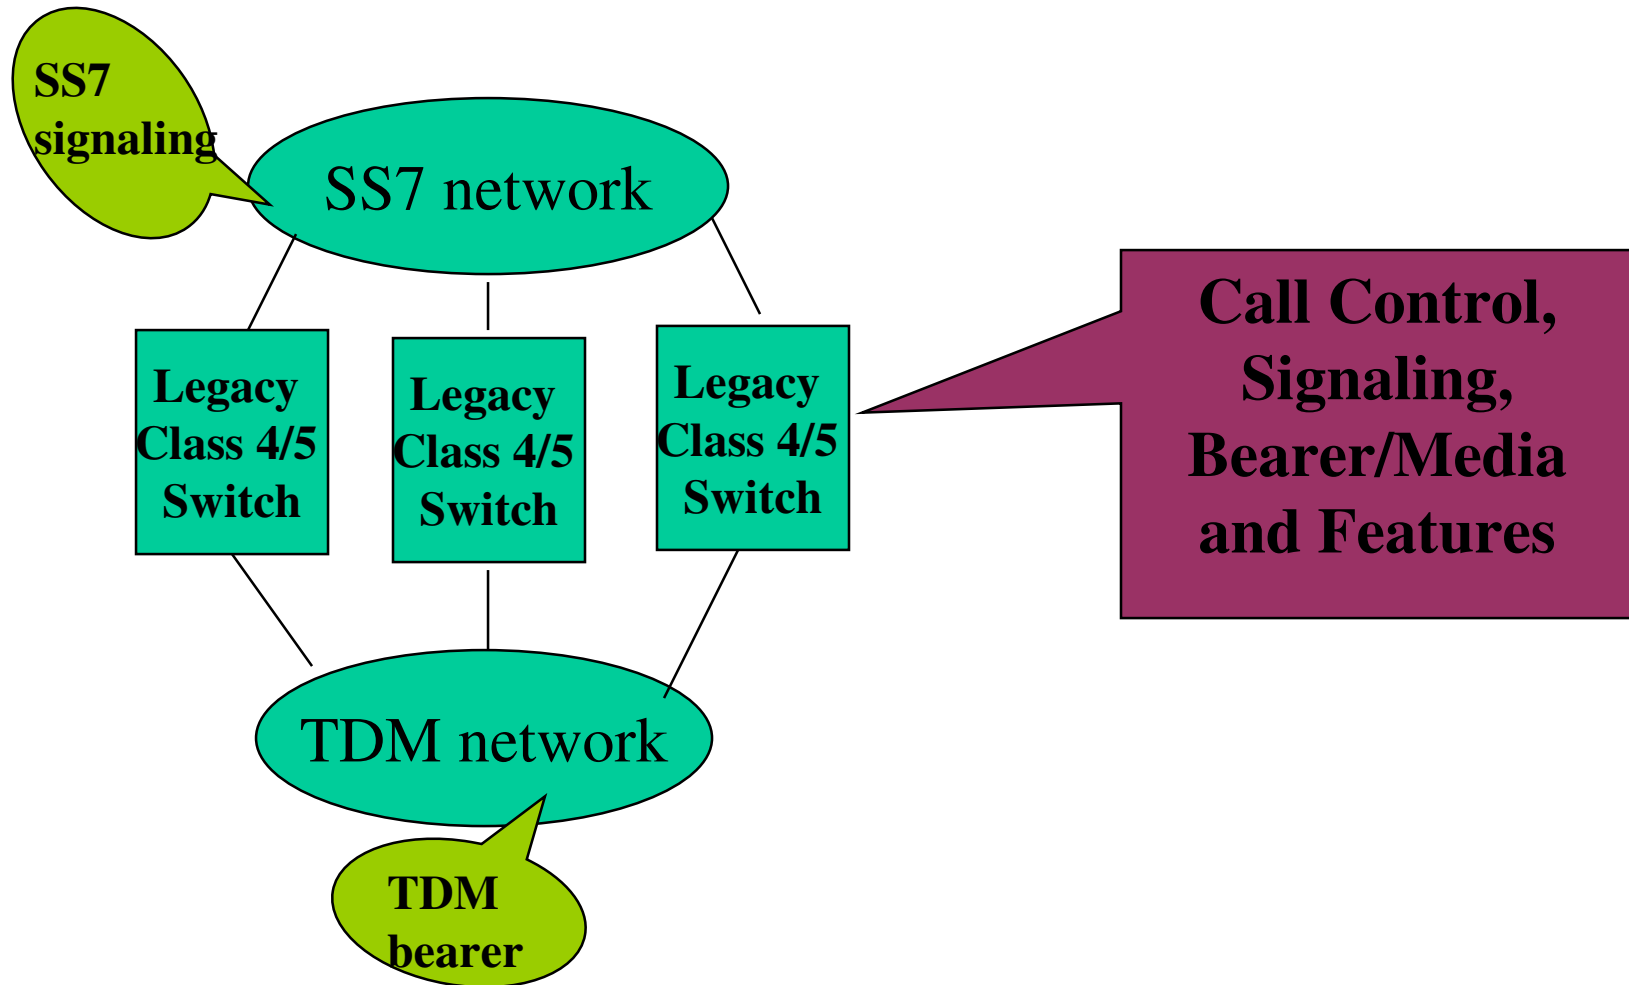 SS7
signaling
SS7 network
Legacy
Class 4/5
Switch
Legacy
Class 4/5
Switch
Legacy
Class 4/5
Switch
Call Control,
Signaling,
Bearer/Media
and Features
TDM network
TDM
bearer